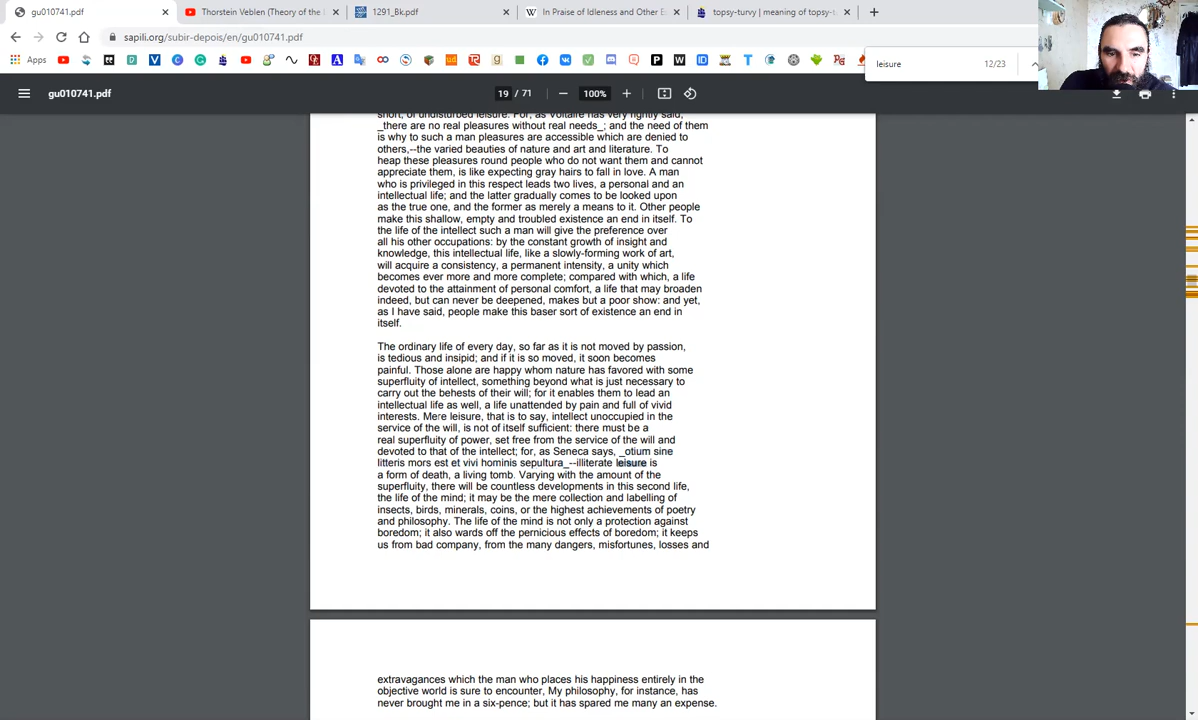 gu010741.pdf
Thorstein Veblen (Theory of the
1291_Bk.pdf
In Praise of Idleness and Other E
topsy-turvy | meaning of topsy-t
sapili.org/subir-depois/en/gu010741.pdf
Apps
leisure 12/23
gu010741.pdf
19 / 71
100%
short, of undisturbed leisure. For, as Voltaire has very rightly said,
_there are no real pleasures without real needs_; and the need of them
is why to such a man pleasures are accessible which are denied to
others,--the varied beauties of nature and art and literature. To
heap these pleasures round people who do not want them and cannot
appreciate them, is like expecting gray hairs to fall in love. A man
who is privileged in this respect leads two lives, a personal and an
intellectual life; and the latter gradually comes to be looked upon
as the true one, and the former as merely a means to it. Other people
make this shallow, empty and troubled existence an end in itself. To
the life of the intellect such a man will give the preference over
all his other occupations: by the constant growth of insight and
knowledge, this intellectual life, like a slowly-forming work of art,
will acquire a consistency, a permanent intensity, a unity which
becomes ever more and more complete; compared with which, a life
devoted to the attainment of personal comfort, a life that may broaden
indeed, but can never be deepened, makes but a poor show: and yet,
as I have said, people make this baser sort of existence an end in
itself.
The ordinary life of every day, so far as it is not moved by passion,
is tedious and insipid; and if it is so moved, it soon becomes
painful. Those alone are happy whom nature has favored with some
superfluity of intellect, something beyond what is just necessary to
carry out the behests of their will; for it enables them to lead an
intellectual life as well, a life unattended by pain and full of vivid
interests. Mere leisure, that is to say, intellect unoccupied in the
service of the will, is not of itself sufficient: there must be a
real superfluity of power, set free from the service of the will and
devoted to that of the intellect; for, as Seneca says, _otium sine
litteris mors est et vivi hominis sepultura_--illiterate leisure is
a form of death, a living tomb. Varying with the amount of the
superfluity, there will be countless developments in this second life,
the life of the mind; it may be the mere collection and labelling of
insects, birds, minerals, coins, or the highest achievements of poetry
and philosophy. The life of the mind is not only a protection against
boredom; it also wards off the pernicious effects of boredom; it keeps
us from bad company, from the many dangers, misfortunes, losses and
extravagances which the man who places his happiness entirely in the
objective world is sure to encounter, My philosophy, for instance, has
never brought me in a six-pence; but it has spared me many an expense.